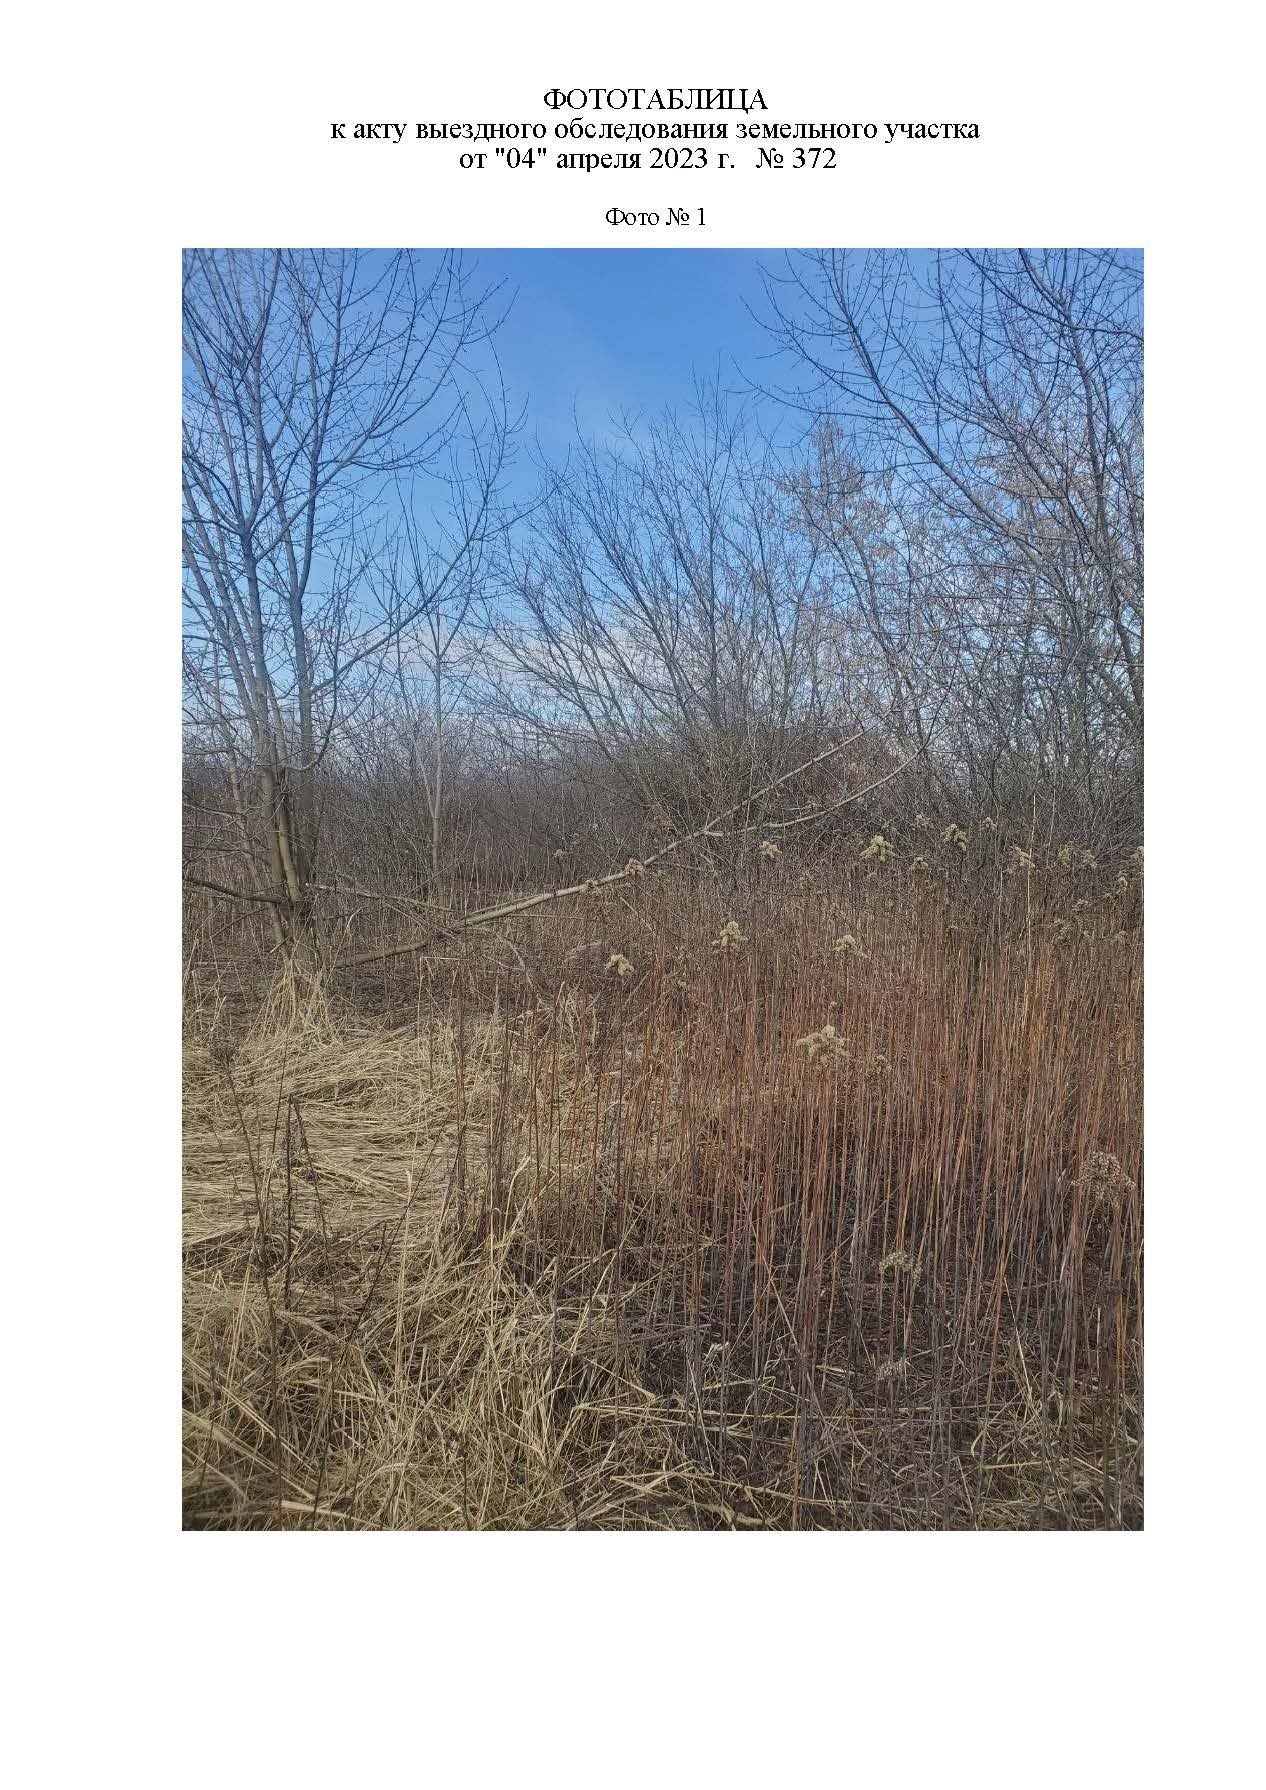 ФОТОТАБЛИЦА
к акту выездного обследования земельного участка
от "04" апреля 2023 г. № 372
Фото № 1